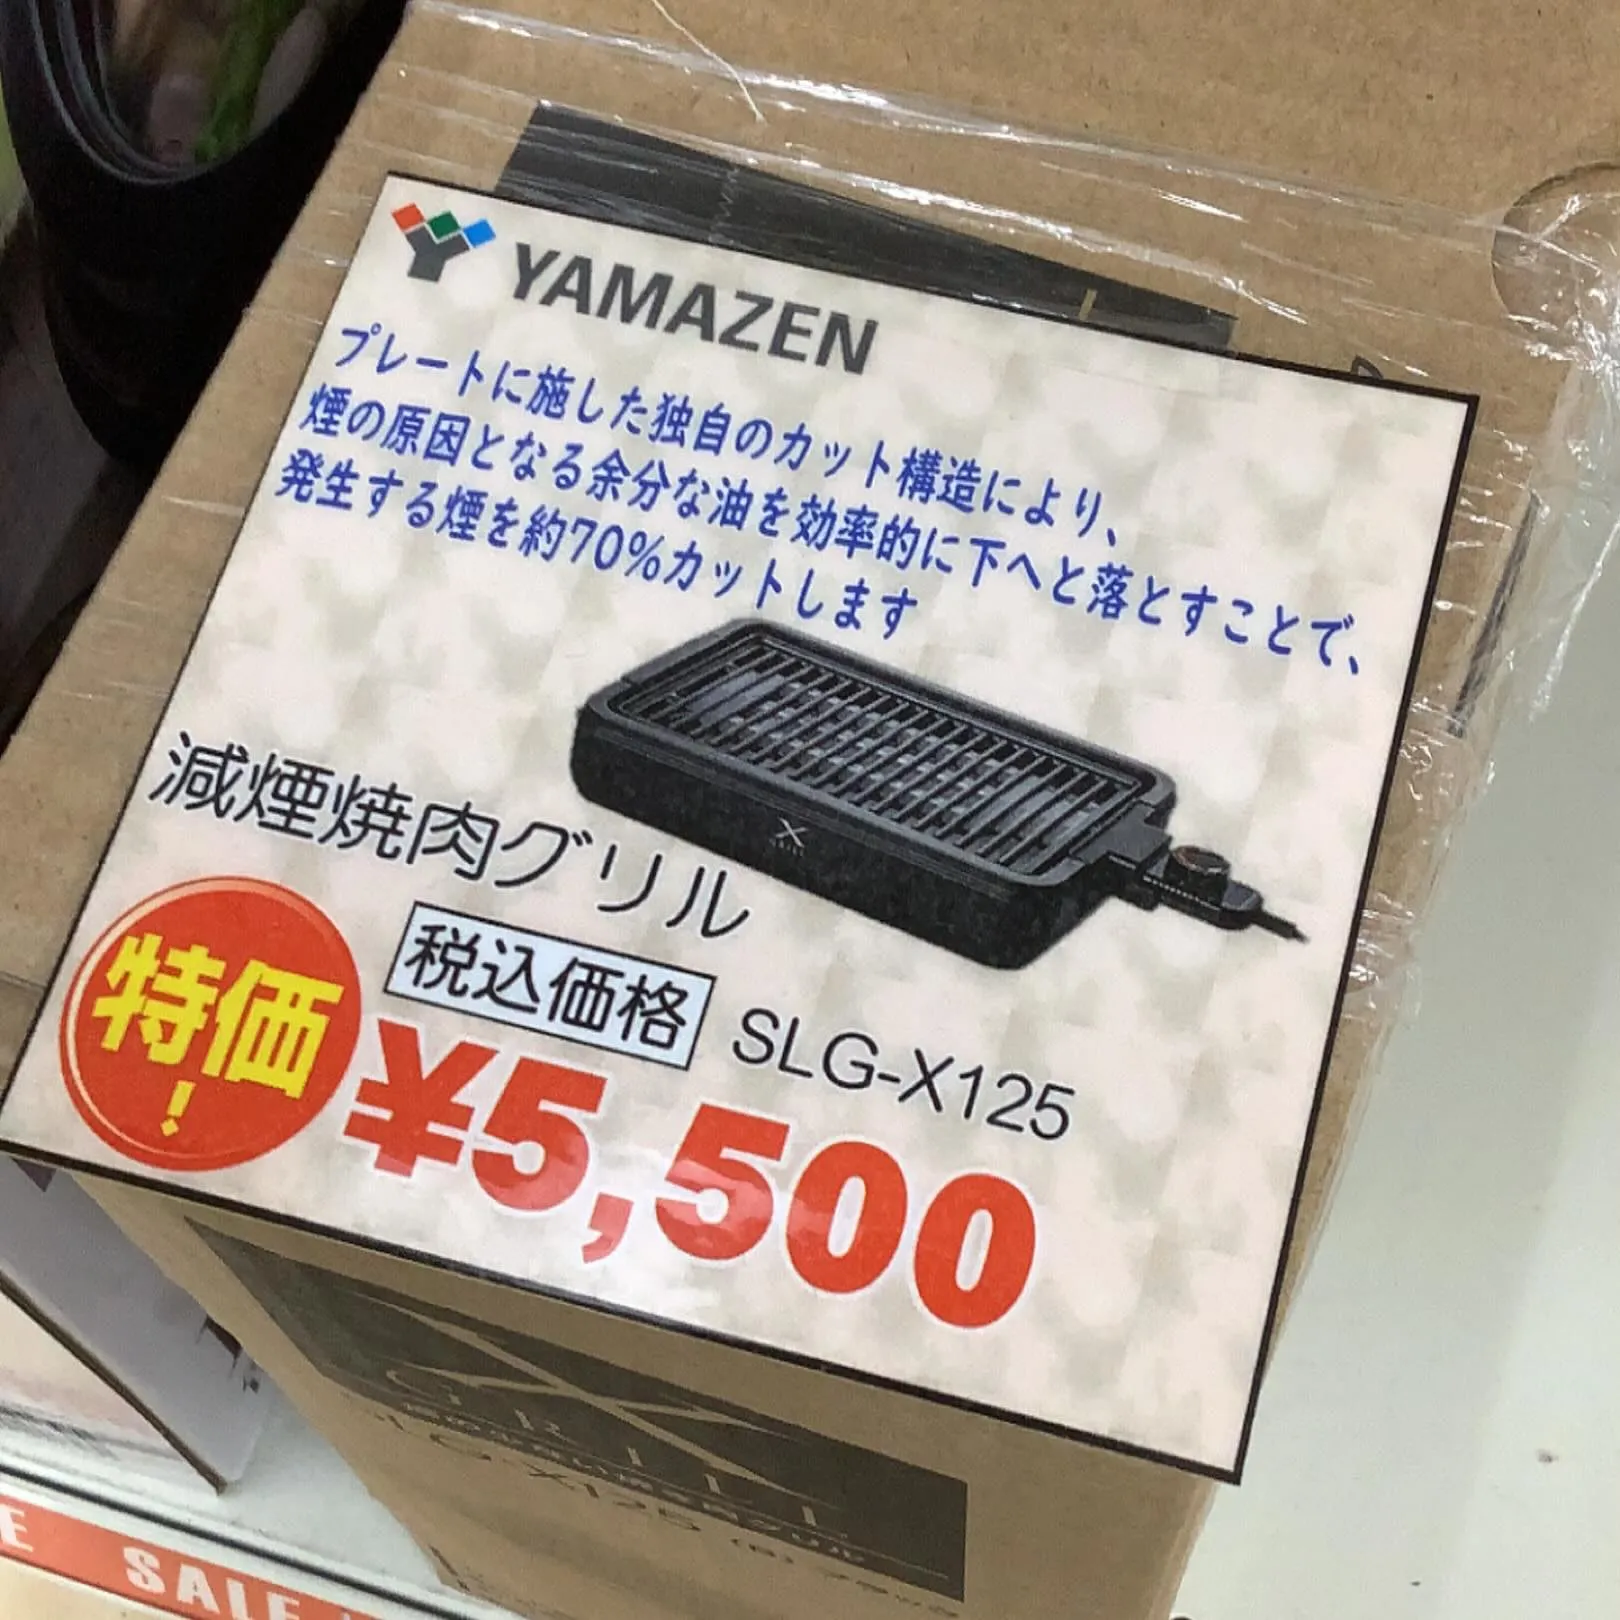 YAMAZEN
プレートに施した独自のカット構造により、
煙の原因となる余分な油を効率的に下へと落とすことで、
発生する煙を約70%カットします
減煙焼肉グリル
特価
!
税込価格
SLG-X125
¥5,500
GRILL
SALE